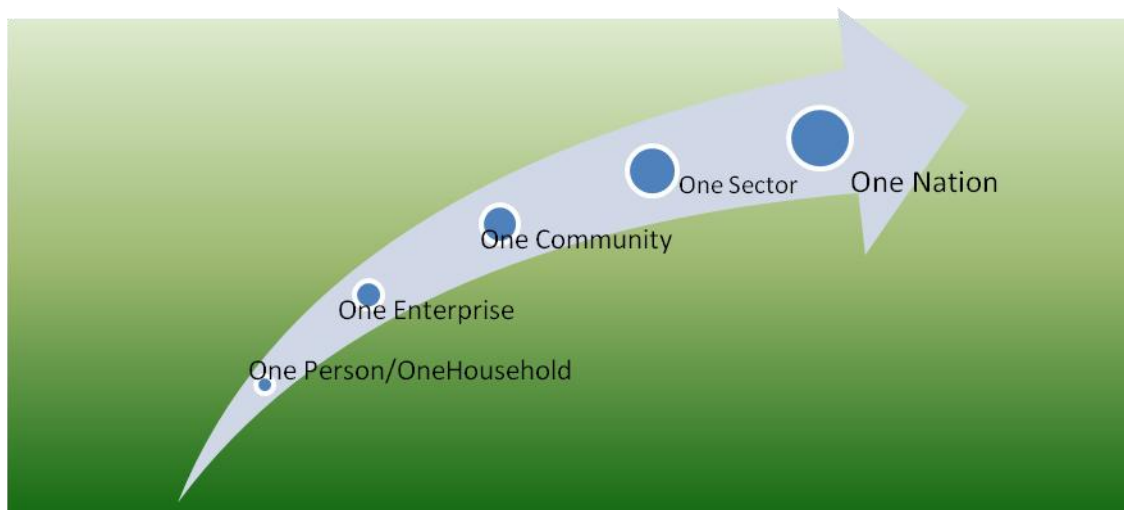 One Nation
One Sector
One Community
One Enterprise
One Person/OneHousehold